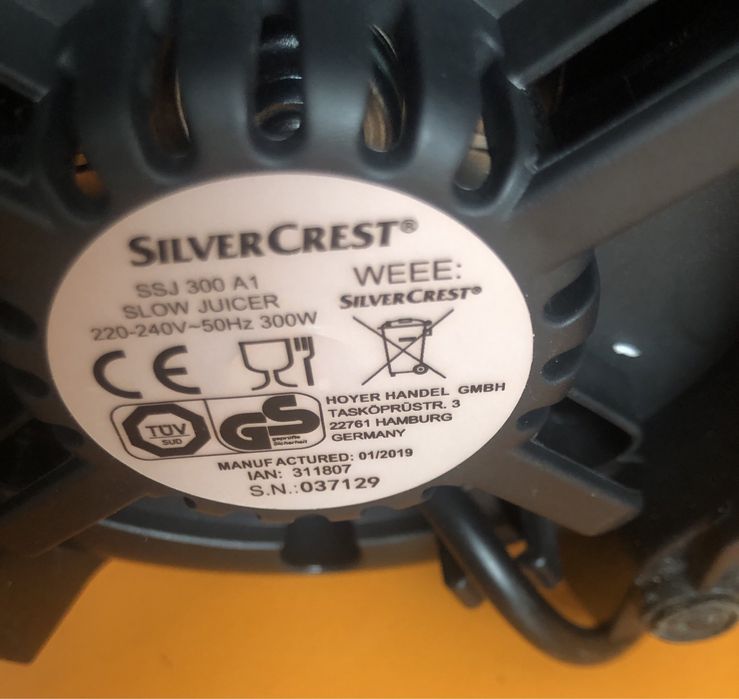 SILVERCREST®
SSJ 300 A1
SLOW JUICER
220-240V~50Hz 300W
WEEE:
SILVERCREST®
CE
TÜV
SUD
GS
geprüfte
Sicherheit
HOYER HANDEL GMBH
TASKÖPRÜSTR. 3
22761 HAMBURG
GERMANY
MANUFACTURED: 01/2019
IAN: 311807
S.N.:037129